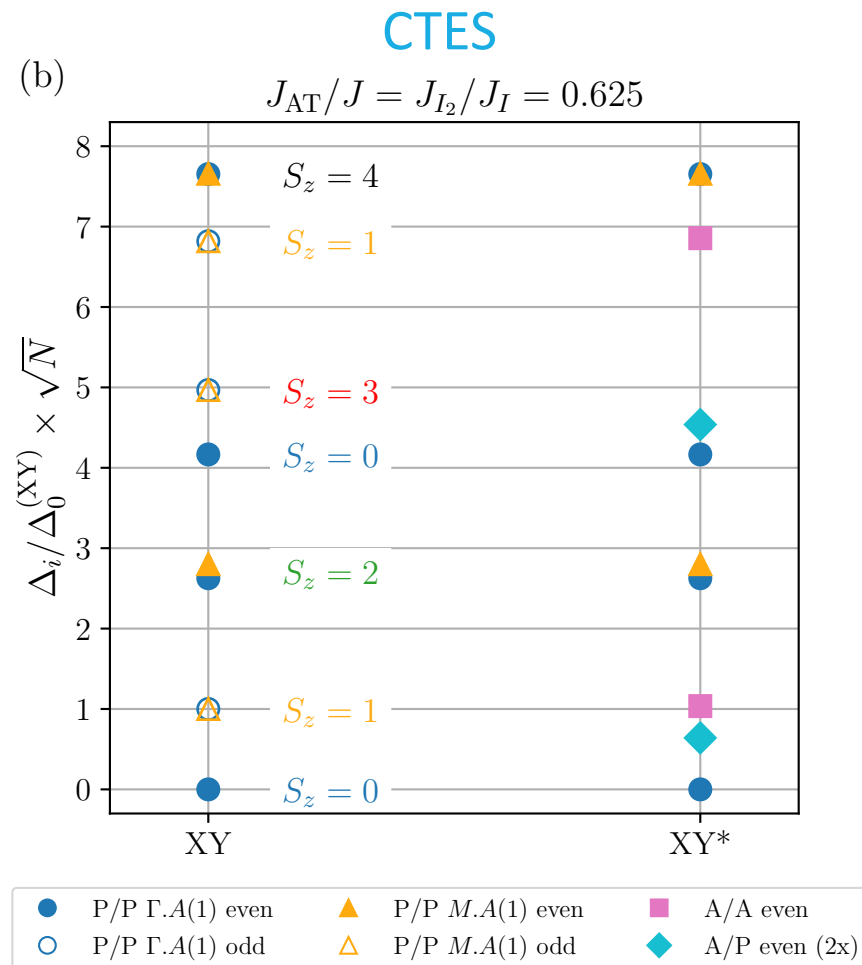 CTES
(b)
J_AT/J = J_{I_2}/J_I = 0.625
Δ_i/Δ_0^{(XY)} × √N
8
7
6
5
4
3
2
1
0
S_z = 4
S_z = 1
S_z = 3
S_z = 0
S_z = 2
S_z = 1
S_z = 0
XY XY*
P/P Γ.A(1) even P/P M.A(1) even A/A even
P/P Γ.A(1) odd P/P M.A(1) odd A/P even (2x)